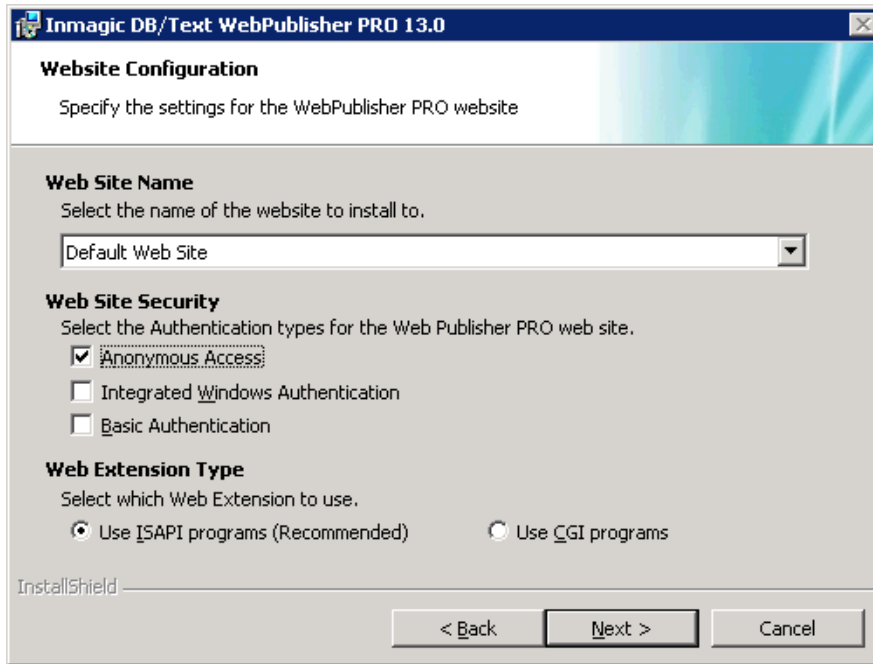 Inmagic DB/Text WebPublisher PRO 13.0
Website Configuration
Specify the settings for the WebPublisher PRO website
Web Site Name
Select the name of the website to install to.
Default Web Site
Web Site Security
Select the Authentication types for the Web Publisher PRO web site.
Anonymous Access
Integrated Windows Authentication
Basic Authentication
Web Extension Type
Select which Web Extension to use.
Use ISAPI programs (Recommended) Use CGI programs
InstallShield
< Back Next > Cancel